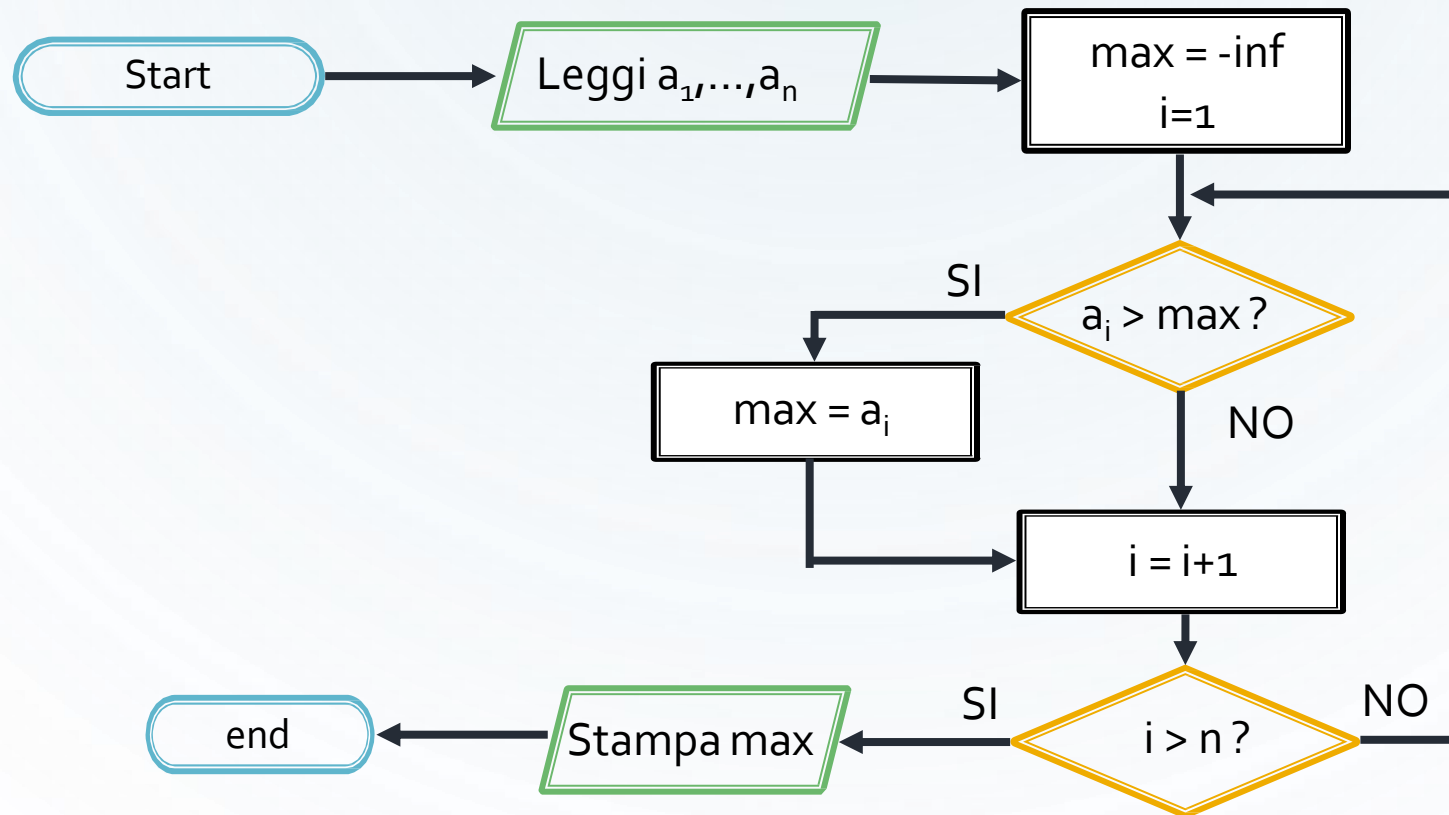 Start
Leggi a₁,...,aₙ
max = -inf
i=1
SI
aᵢ > max ?
max = aᵢ
NO
i = i+1
end
Stampa max
SI
i > n ?
NO